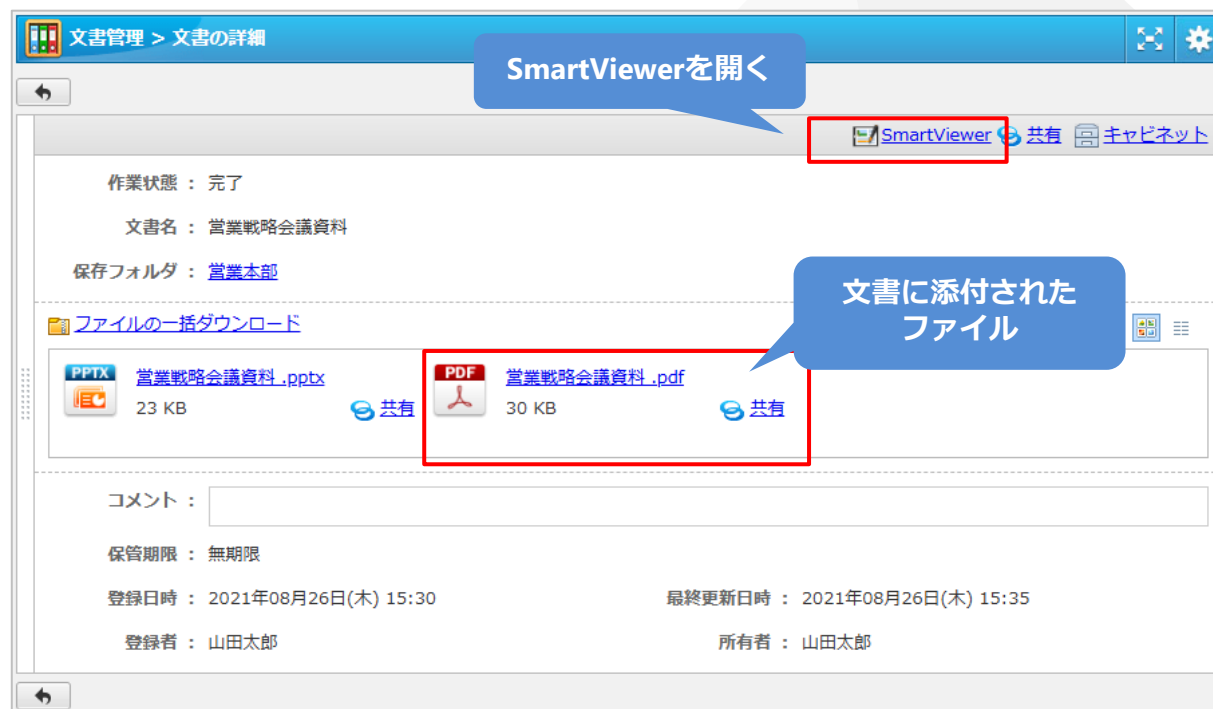 文書管理 > 文書の詳細
SmartViewerを開く
SmartViewer 共有 キャビネット
作業状態 : 完了
文書名 : 営業戦略会議資料
保存フォルダ : 営業本部
文書に添付された
ファイル
ファイルの一括ダウンロード
PPTX 営業戦略会議資料 .pptx
23 KB 共有
PDF 営業戦略会議資料 .pdf
30 KB 共有
コメント :
保管期限 : 無期限
登録日時 : 2021年08月26日(木) 15:30 最終更新日時 : 2021年08月26日(木) 15:35
登録者 : 山田太郎 所有者 : 山田太郎